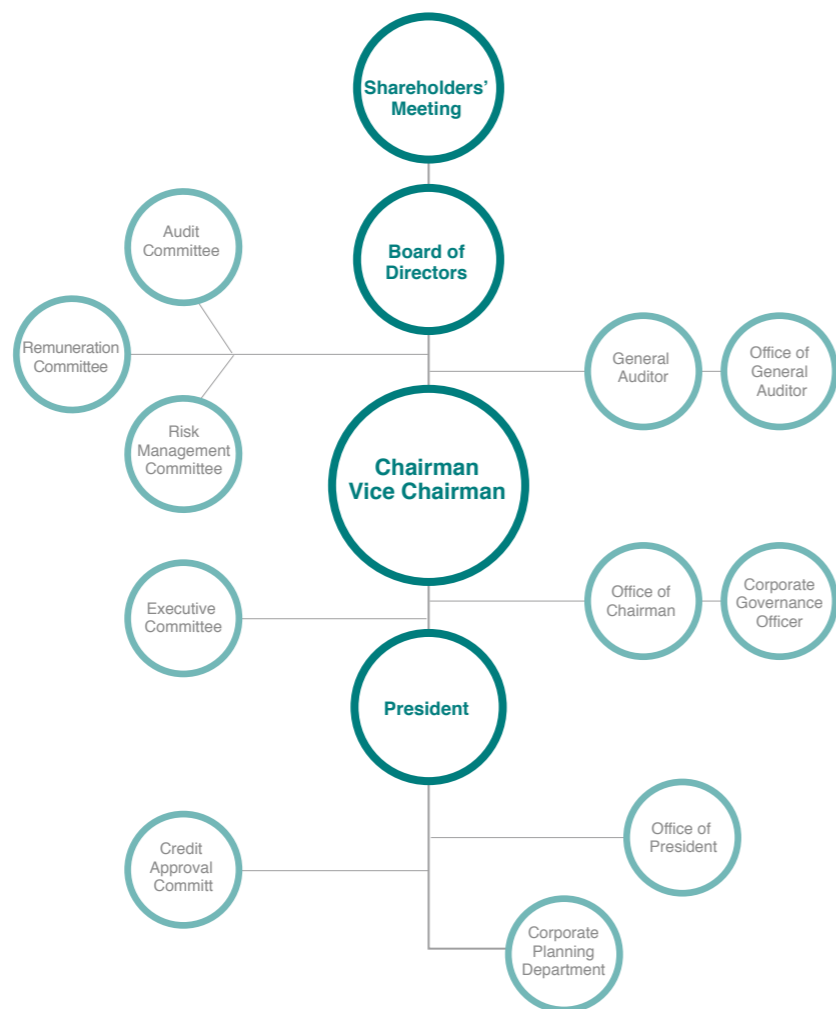 Shareholders'
Meeting
Board of
Directors
Audit
Committee
Remuneration
Committee
Risk
Management
Committee
General
Auditor
Office of
General
Auditor
Chairman
Vice Chairman
Executive
Committee
Office of
Chairman
Corporate
Governance
Officer
President
Credit
Approval
Committ
Office of
President
Corporate
Planning
Department